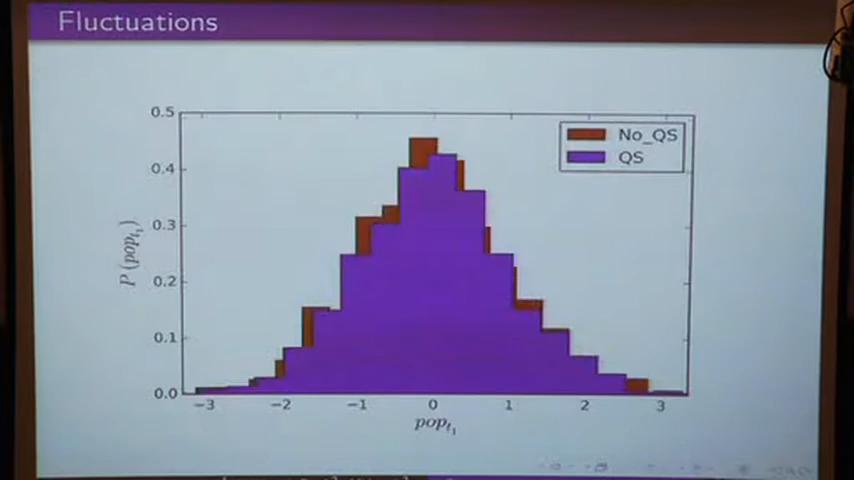 Fluctuations
0.5
No_QS
QS
0.4
0.3
0.2
0.1
0.0
P (pop_{t_1})
−3 −2 −1 0 1 2 3
pop_{t_1}